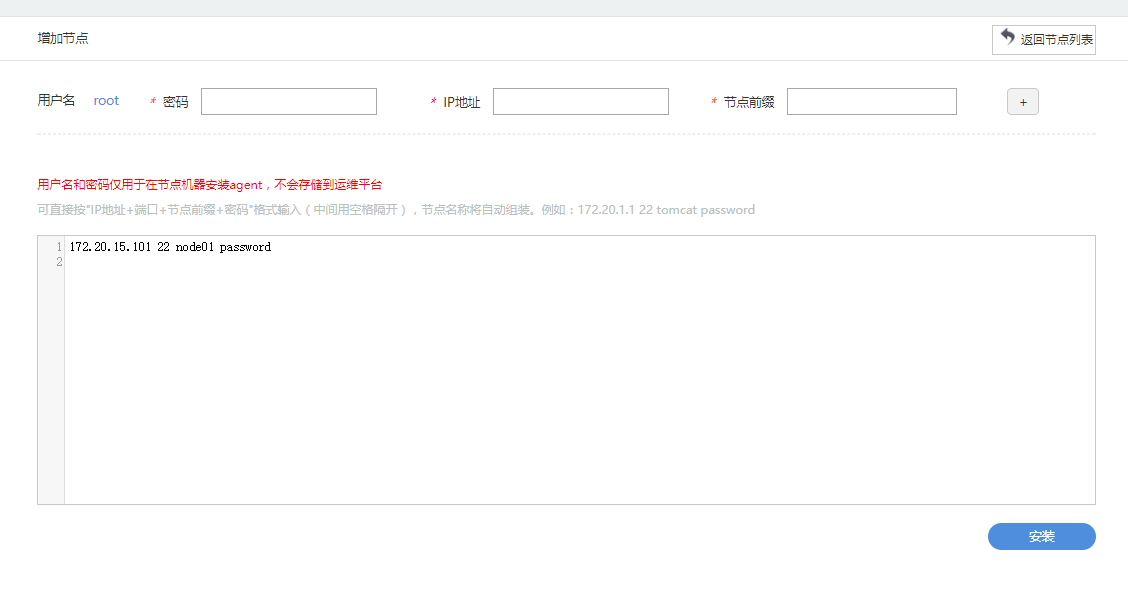 增加节点
返回节点列表
用户名 root * 密码 * IP地址 * 节点前缀 +
用户名和密码仅用于在节点机器安装agent，不会存储到运维平台
可直接按"IP地址+端口+节点前缀+密码"格式输入（中间用空格隔开），节点名称将自动组装。例如：172.20.1.1 22 tomcat password
1 172.20.15.101 22 node01 password
2
安装